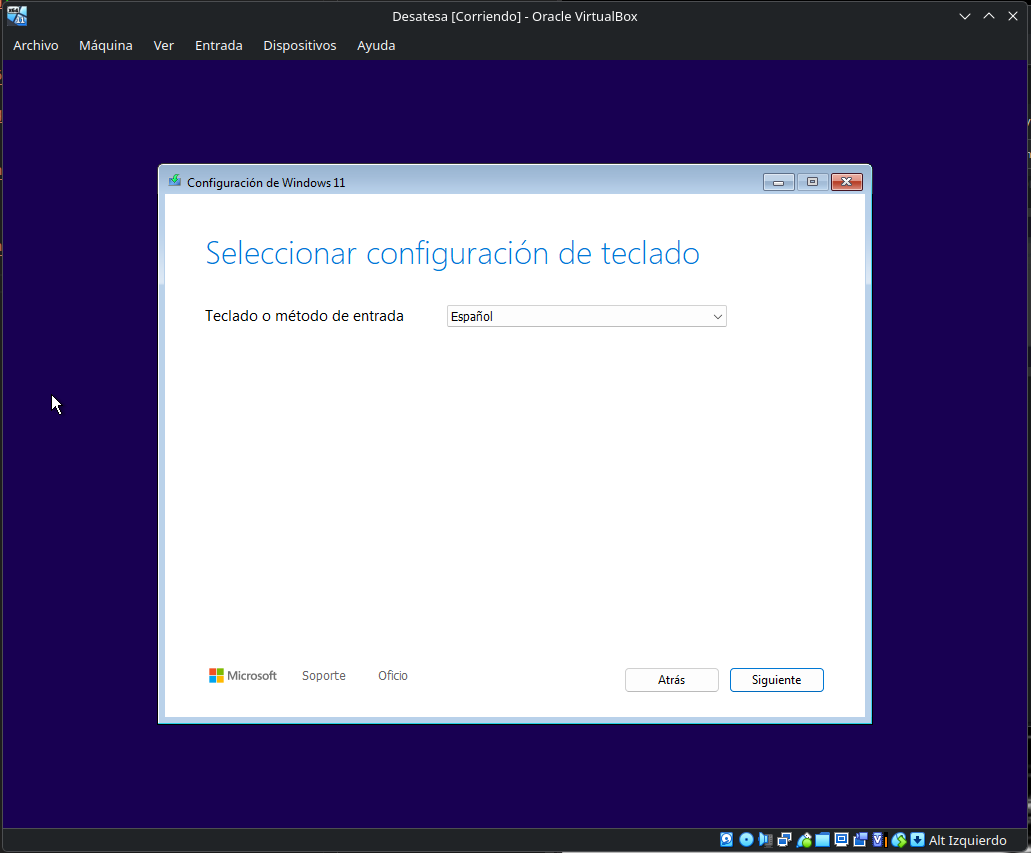 Desatesa [Corriendo] - Oracle VirtualBox
Archivo Máquina Ver Entrada Dispositivos Ayuda
Configuración de Windows 11
Seleccionar configuración de teclado
Teclado o método de entrada Español
Microsoft Soporte Oficio Atrás Siguiente
Alt Izquierdo